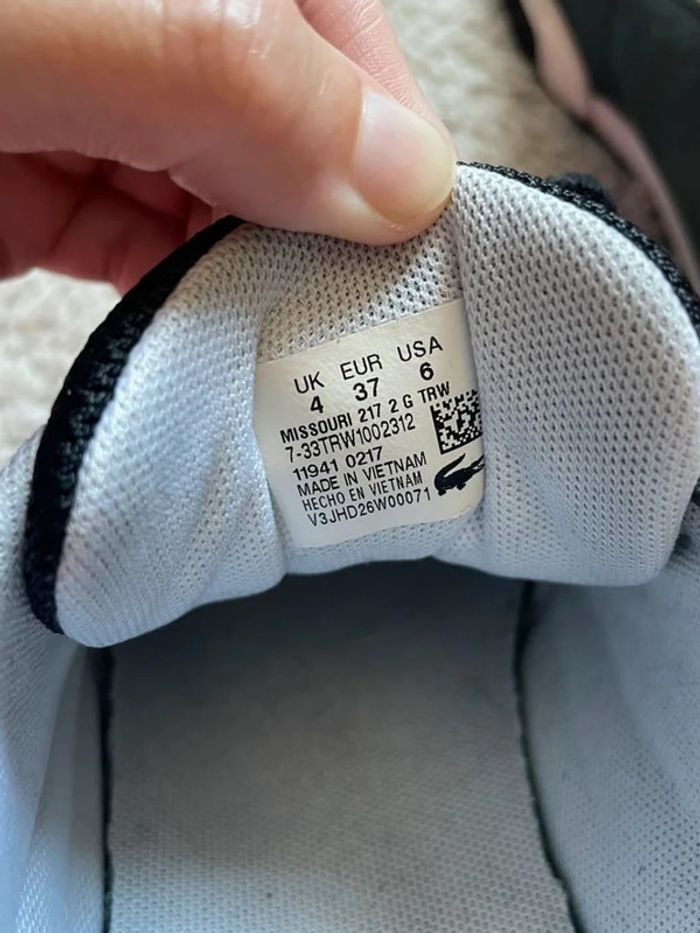 UK EUR USA
4 37 6
MISSOURI 217 2 G TRW
7-33TRW1002312
11941 0217
MADE IN VIETNAM
HECHO EN VIETNAM
V3JHD26W00071